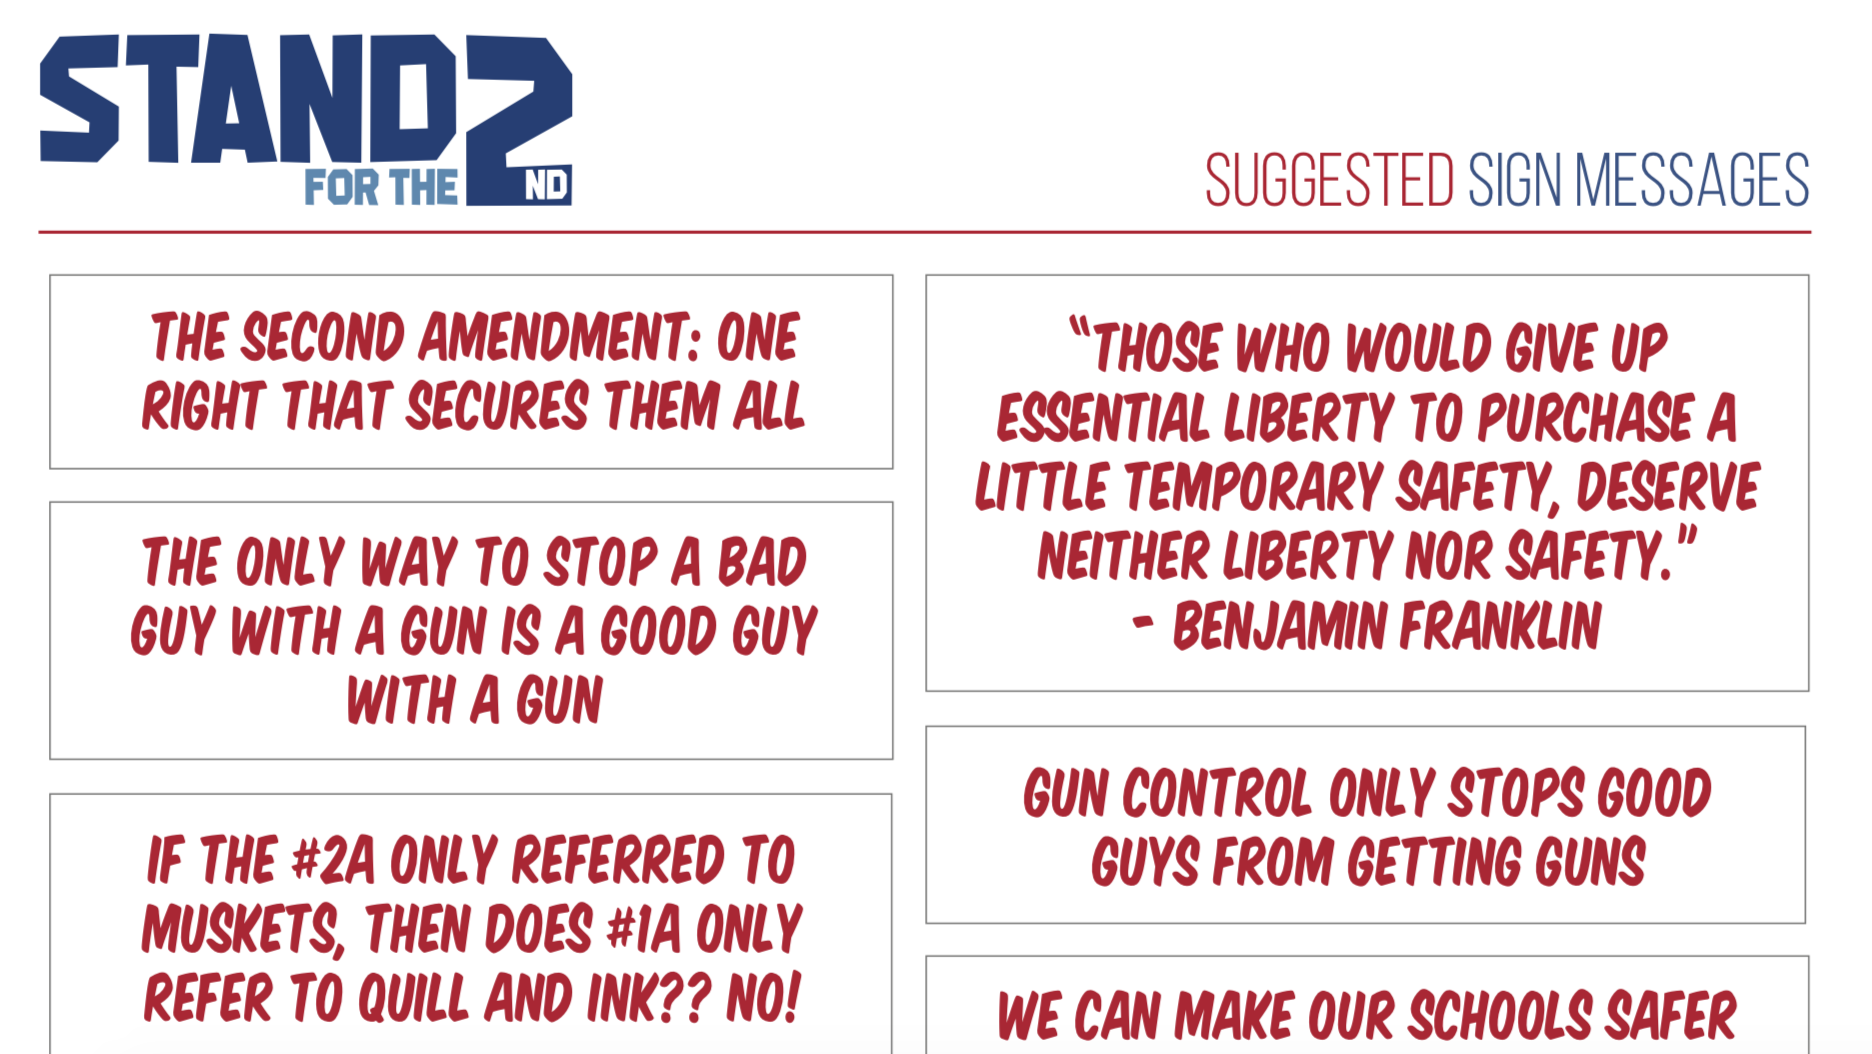 STAND
FOR THE
2
ND
SUGGESTED SIGN MESSAGES
THE SECOND AMENDMENT: ONE
RIGHT THAT SECURES THEM ALL
THE ONLY WAY TO STOP A BAD
GUY WITH A GUN IS A GOOD GUY
WITH A GUN
IF THE #2A ONLY REFERRED TO
MUSKETS, THEN DOES #1A ONLY
REFER TO QUILL AND INK?? NO!
“THOSE WHO WOULD GIVE UP
ESSENTIAL LIBERTY TO PURCHASE A
LITTLE TEMPORARY SAFETY, DESERVE
NEITHER LIBERTY NOR SAFETY.”
- BENJAMIN FRANKLIN
GUN CONTROL ONLY STOPS GOOD
GUYS FROM GETTING GUNS
WE CAN MAKE OUR SCHOOLS SAFER